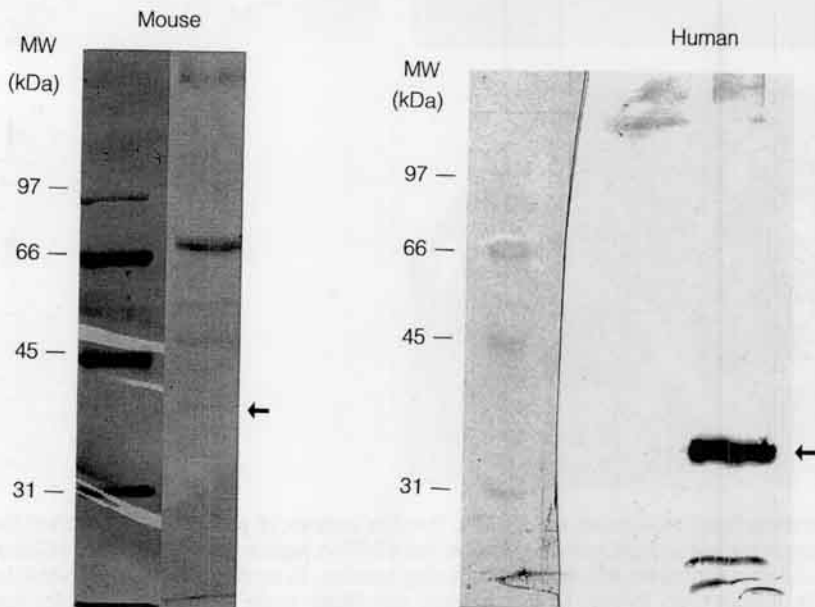 Mouse
MW
(kDa)
97 —
66 —
45 —
31 —
Human
MW
(kDa)
97 —
66 —
45 —
31 —